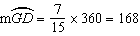 m\widehat{GD} = \frac{7}{15} × 360 = 168